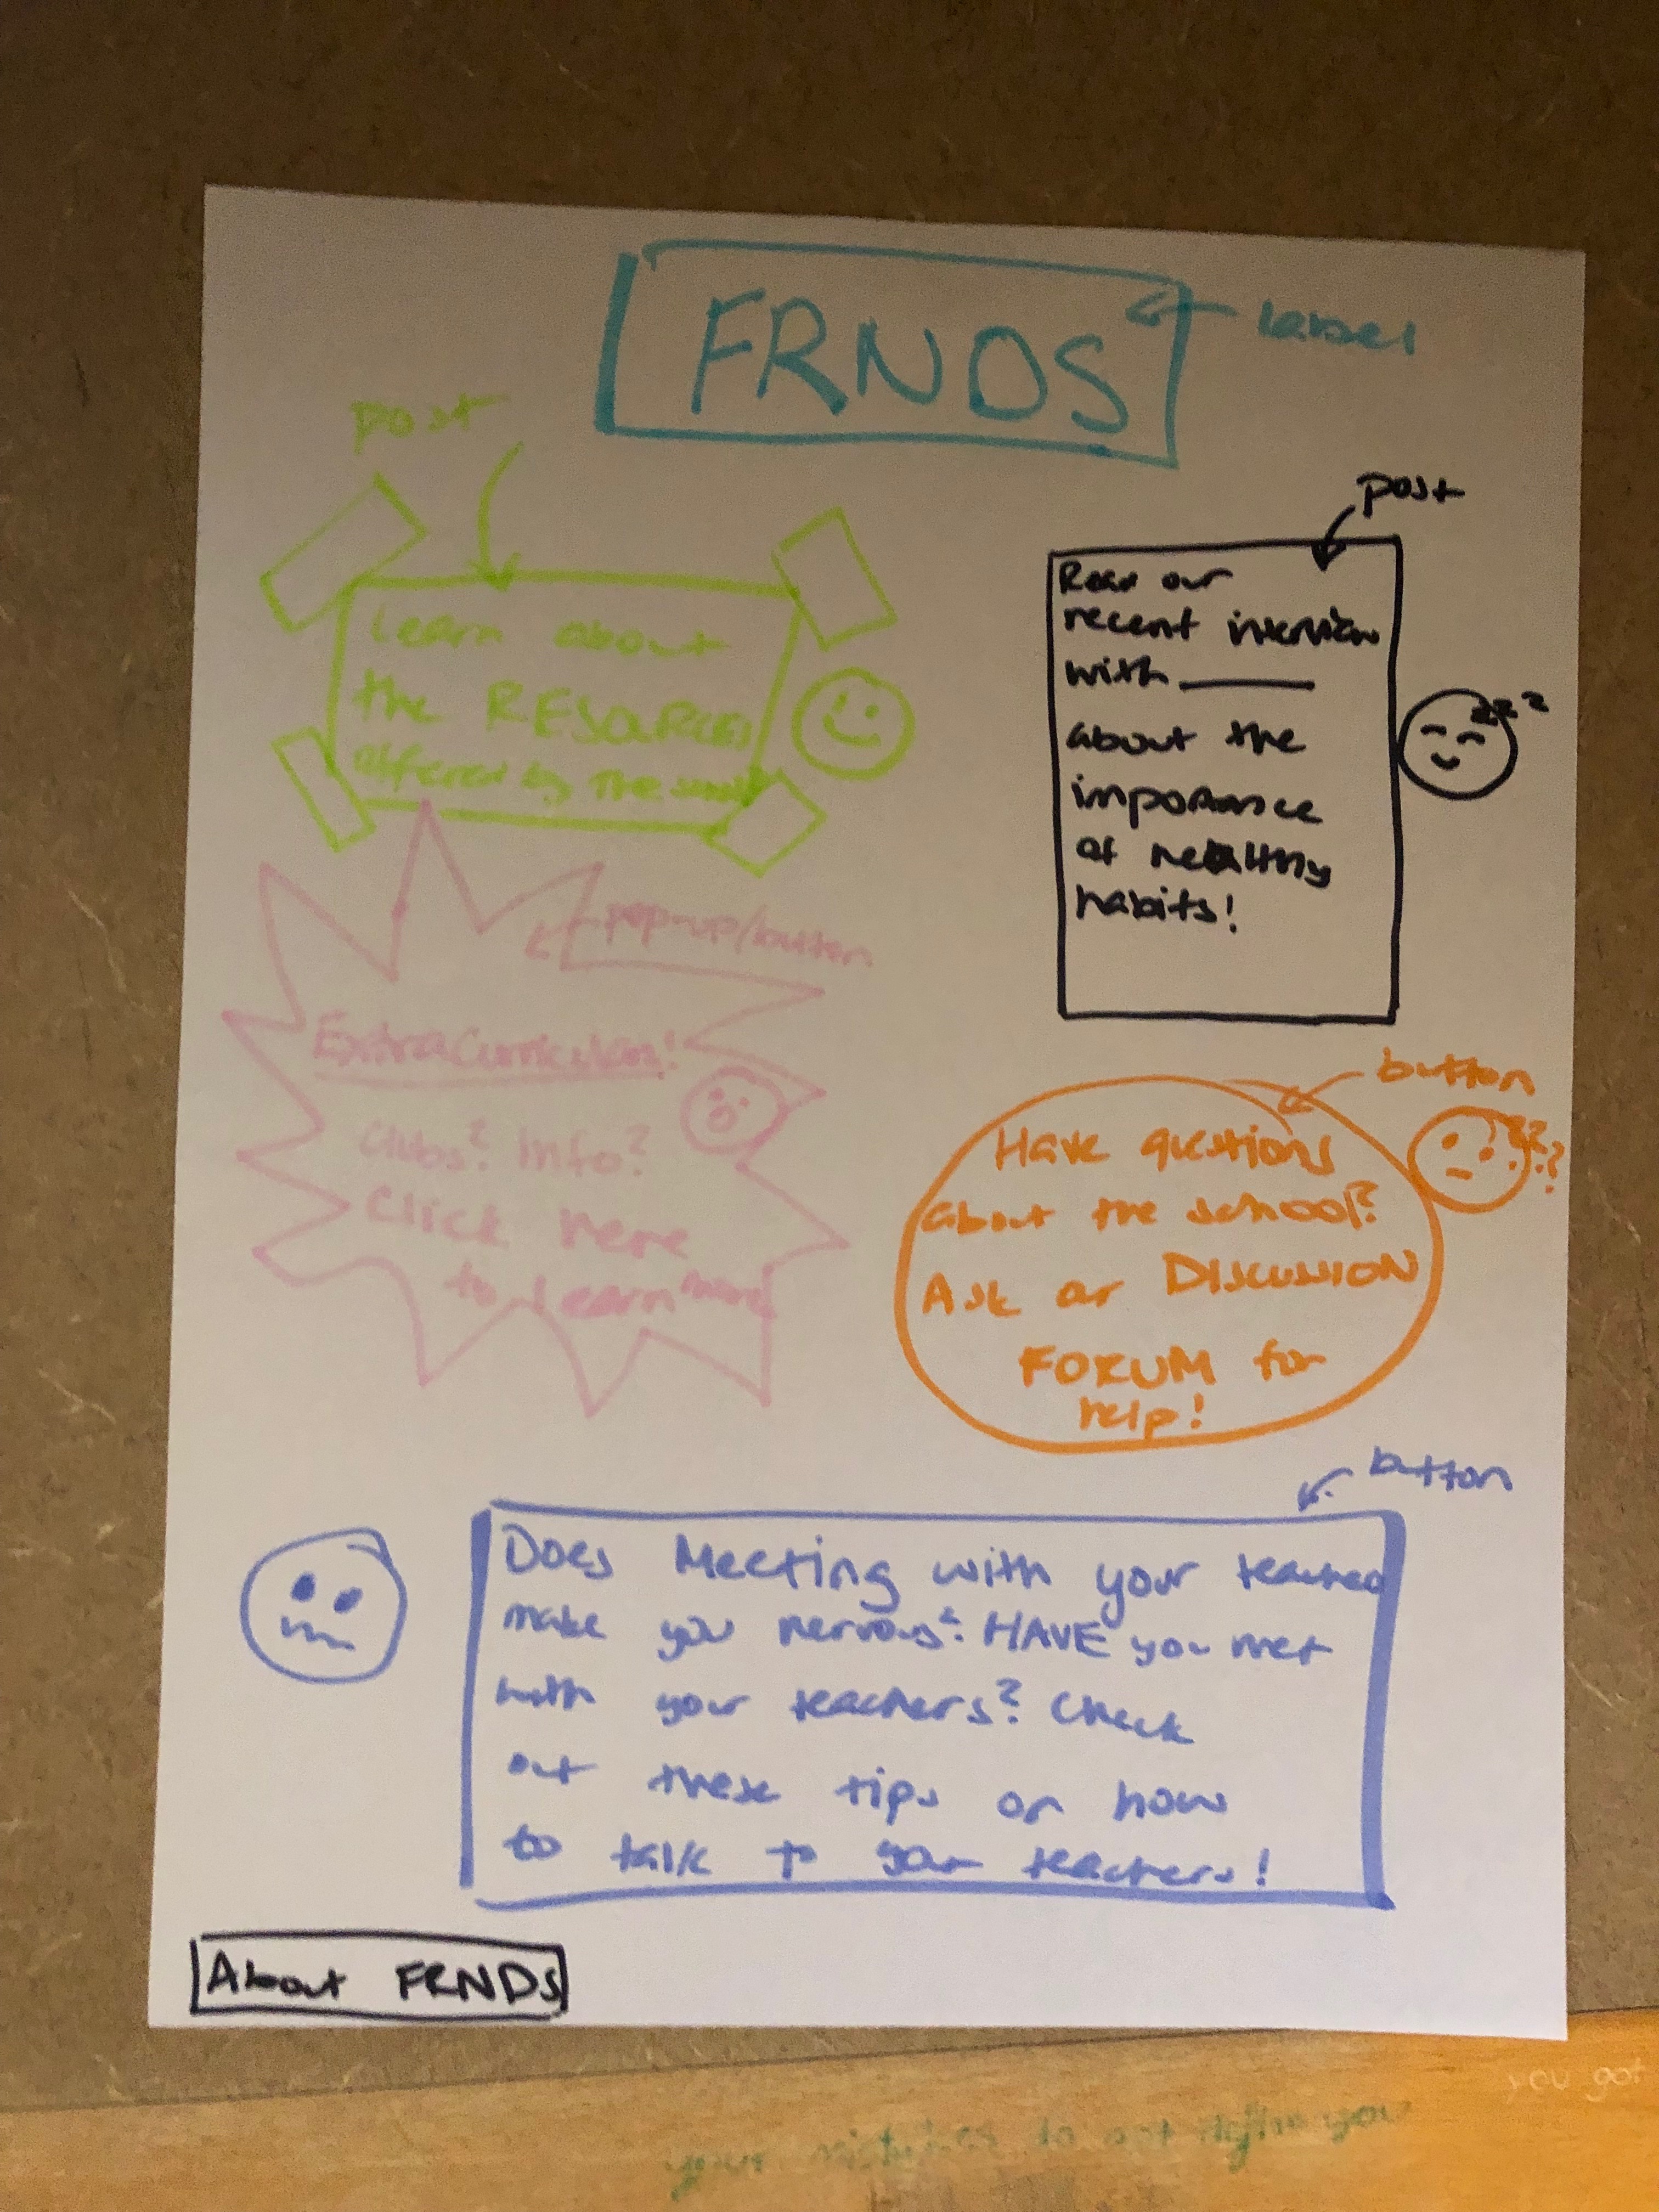 FRNDS
label
post
Learn about
the RESOURCES
offered by the school
post
Read our
recent interview
with ______
about the
importance
of healthy
habits!
zzz
pop-up/button
Extracurricular!
Clubs? info?
Click here
to learn more!
button
Have questions
about the school?
Ask our DISCUSSION
FORUM for
help!
???
button
Does Meeting with your teacher
make you nervous? HAVE you met
with your teachers? Check
out these tips on how
to talk to your teachers!
About FRNDS
you got
your mistakes do not define you